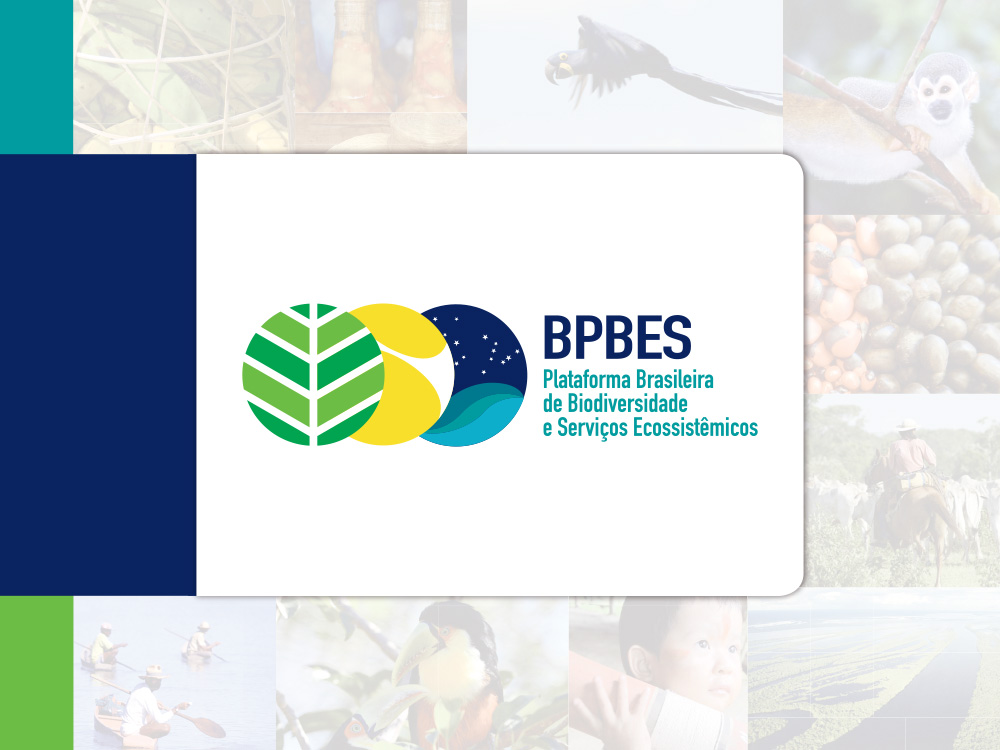 BPBES
Plataforma Brasileira
de Biodiversidade
e Serviços Ecossistêmicos